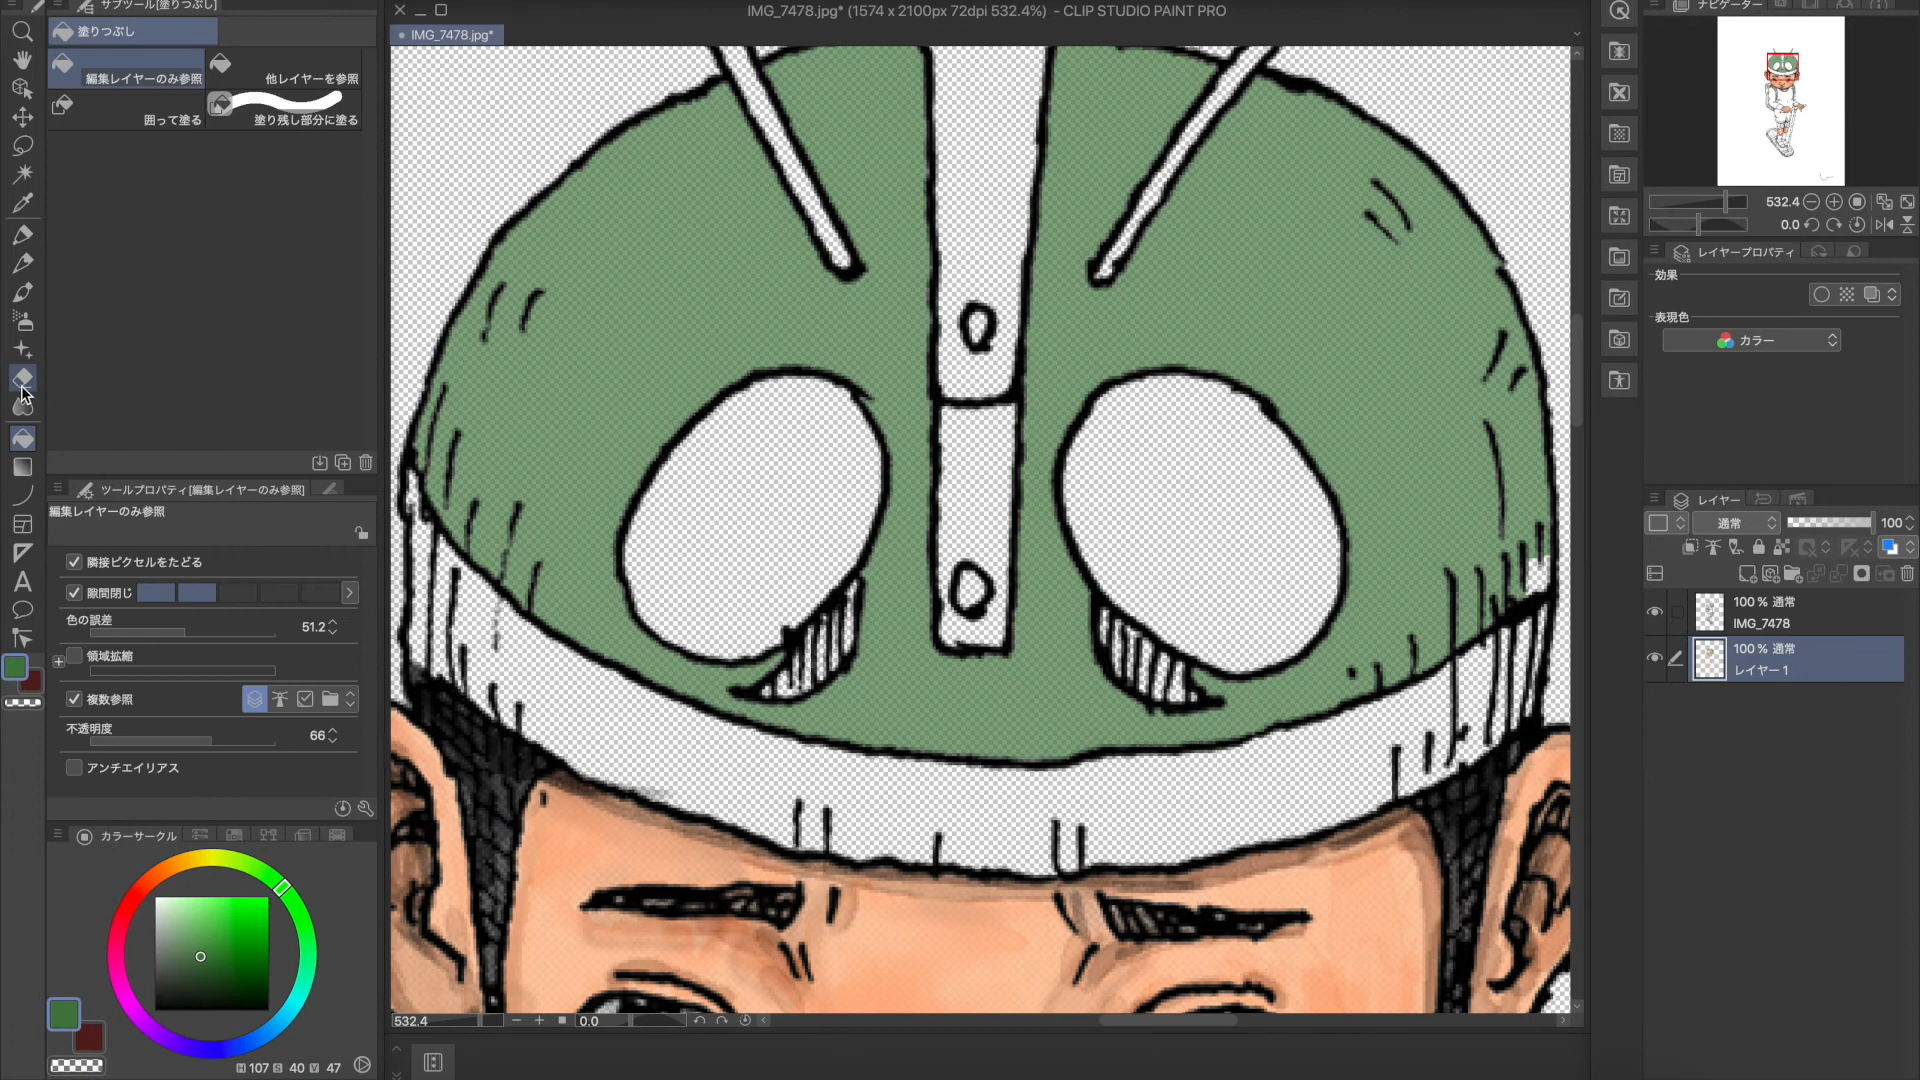 サブツール[塗りつぶし]
塗りつぶし
編集レイヤーのみ参照
他レイヤーを参照
囲って塗る
塗り残し部分に塗る
ツールプロパティ[編集レイヤーのみ参照]
編集レイヤーのみ参照
隣接ピクセルをたどる
隙間閉じ
色の誤差
51.2
領域拡縮
複数参照
不透明度
66
アンチエイリアス
カラーサークル
H 107 S 40 V 47
IMG_7478.jpg* (1574 x 2100px 72dpi 532.4%) - CLIP STUDIO PAINT PRO
IMG_7478.jpg*
532.4
0.0
ナビゲーター
532.4
0.0
レイヤープロパティ
効果
表現色
カラー
レイヤー
通常
100
100 % 通常
IMG_7478
100 % 通常
レイヤー 1